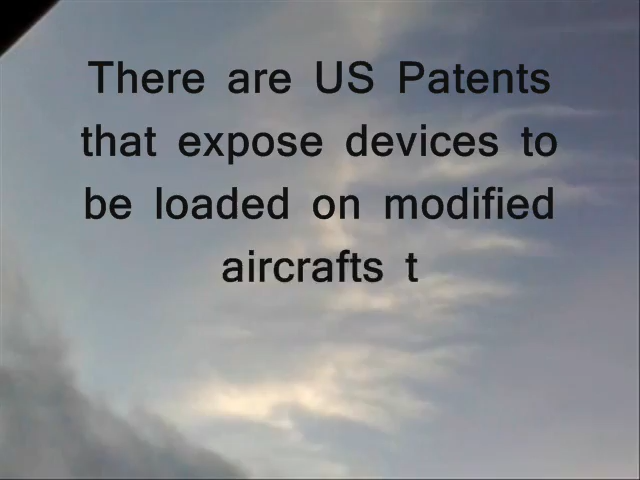 There are US Patents
that expose devices to
be loaded on modified
aircrafts t